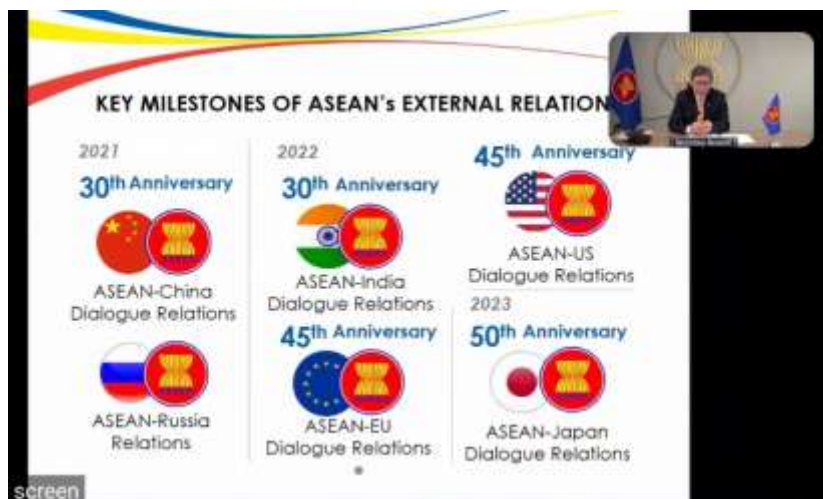 KEY MILESTONES OF ASEAN's EXTERNAL RELATION
2021
30th Anniversary
ASEAN-China
Dialogue Relations
ASEAN-Russia
Relations
2022
30th Anniversary
ASEAN-India
Dialogue Relations
45th Anniversary
ASEAN-EU
Dialogue Relations
45th Anniversary
ASEAN-US
Dialogue Relations
2023
50th Anniversary
ASEAN-Japan
Dialogue Relations
screen